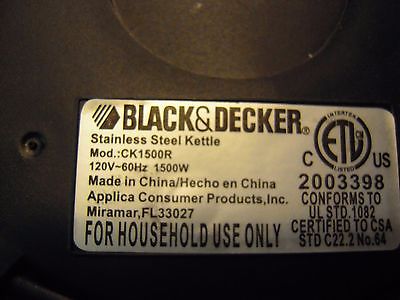 BLACK&DECKER®
Stainless Steel Kettle
Mod.:CK1500R
120V~60Hz 1500W
Made in China/Hecho en China
Applica Consumer Products,Inc.
Miramar,FL33027
FOR HOUSEHOLD USE ONLY
INTERTEK
ETL
CM
LISTED
C US
2003398
CONFORMS TO
UL STD.1082
CERTIFIED TO CSA
STD C22.2 No.64